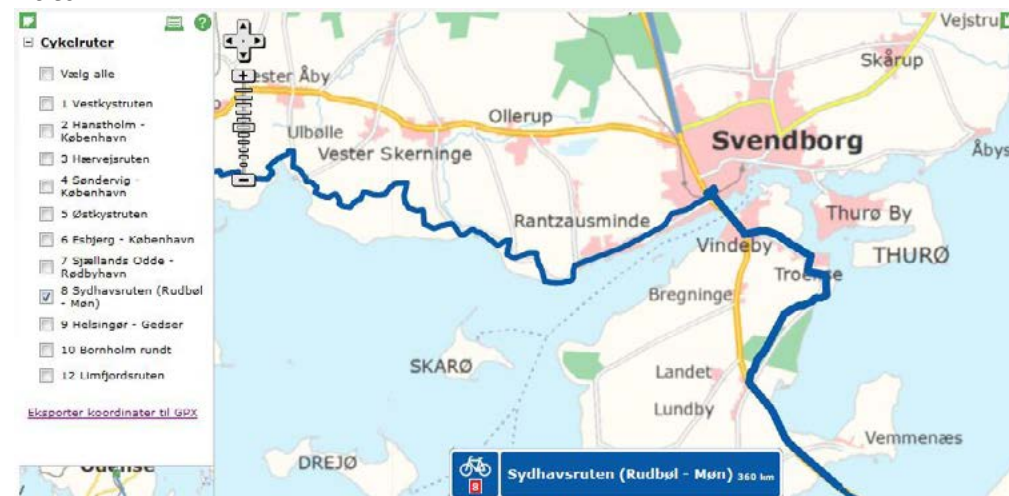 Cykelruter
Vælg alle
1 Vestkystruten
2 Hanstholm -
København
3 Hærvejsruten
4 Søndervig -
København
5 Østkystruten
6 Esbjerg - København
7 Sjællands Odde -
Rødbyhavn
8 Sydhavsruten (Rudbøl
- Møn)
9 Helsingør - Gedser
10 Bornholm rundt
12 Limfjordsruten
Eksporter koordinater til GPX
Odense
Skårup
Ollerup
Ulbølle
Vester Skerninge
Svendborg
Rantzausminde
Thurø By
Vindeby
THURØ
Bregninge
SKARØ
Landet
Lundby
Vemmenæs
DREJØ
8
Sydhavsruten (Rudbøl - Møn) 360 km